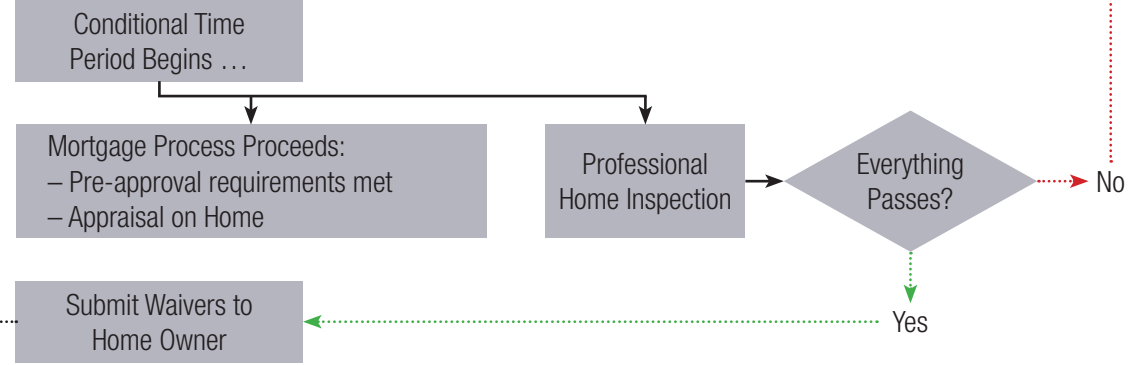 Conditional Time
Period Begins …
Mortgage Process Proceeds:
– Pre-approval requirements met
– Appraisal on Home
Professional
Home Inspection
Everything
Passes?
No
Submit Waivers to
Home Owner
Yes